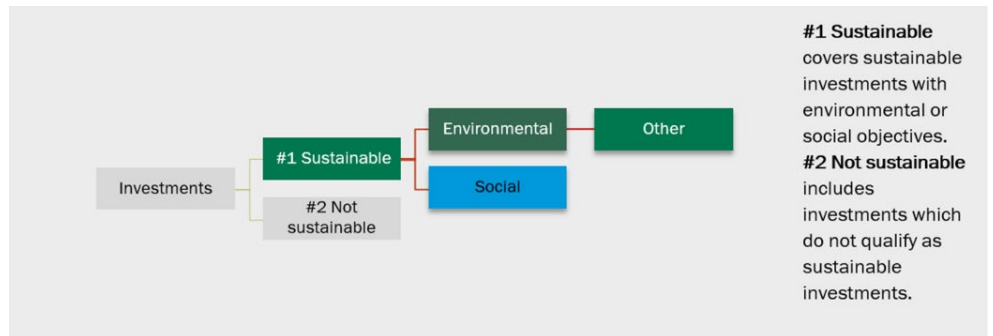 Investments
#1 Sustainable
#2 Not
sustainable
Environmental
Social
Other
#1 Sustainable
covers sustainable
investments with
environmental or
social objectives.
#2 Not sustainable
includes
investments which
do not qualify as
sustainable
investments.